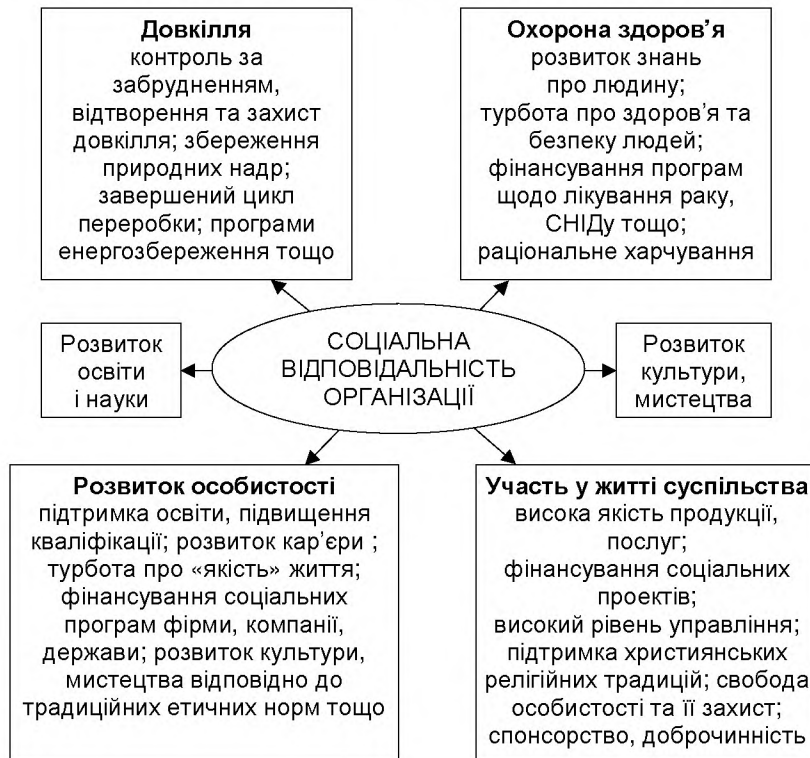 Довкілля
контроль за
забрудненням,
відтворення та захист
довкілля; збереження
природних надр;
завершений цикл
переробки; програми
енергозбереження тощо
Охорона здоров’я
розвиток знань
про людину;
турбота про здоров’я та
безпеку людей;
фінансування програм
щодо лікування раку,
СНІДу тощо;
раціональне харчування
Розвиток
освіти
і науки
СОЦІАЛЬНА
ВІДПОВІДАЛЬНІСТЬ
ОРГАНІЗАЦІЇ
Розвиток
культури,
мистецтва
Розвиток особистості
підтримка освіти, підвищення
кваліфікації; розвиток кар’єри ;
турбота про «якість» життя;
фінансування соціальних
програм фірми, компанії,
держави; розвиток культури,
мистецтва відповідно до
традиційних етичних норм тощо
Участь у житті суспільства
висока якість продукції,
послуг;
фінансування соціальних
проектів;
високий рівень управління;
підтримка християнських
релігійних традицій; свобода
особистості та її захист;
спонсорство, доброчинність